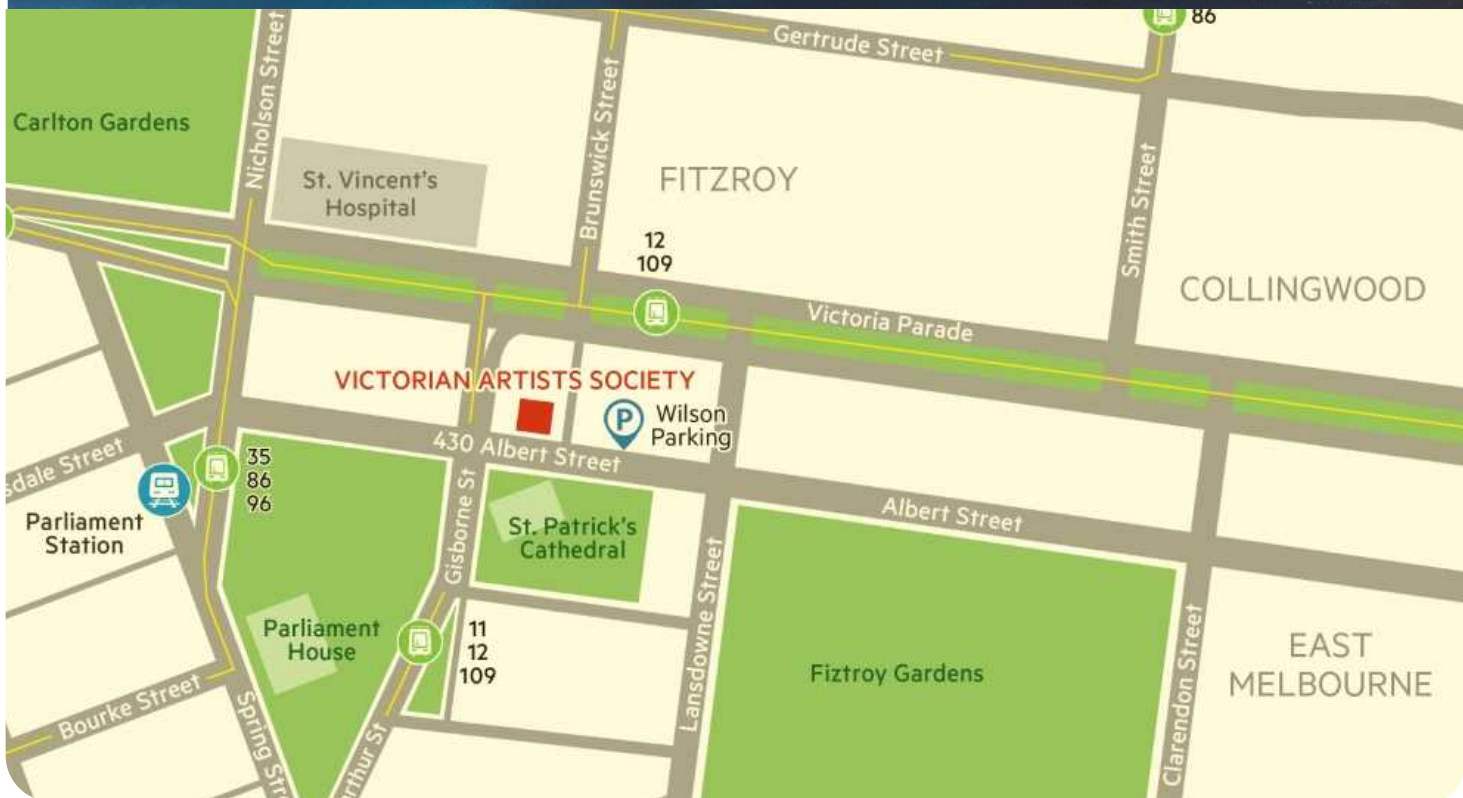 86
Gertrude Street
Nicholson Street
Brunswick Street
Carlton Gardens
St. Vincent's
Hospital
FITZROY
Smith Street
12
109
COLLINGWOOD
Victoria Parade
VICTORIAN ARTISTS SOCIETY
P
Wilson
Parking
430 Albert Street
sdale Street
35
86
96
Gisborne St
Albert Street
Parliament
Station
St. Patrick's
Cathedral
Lansdowne Street
Parliament
House
11
12
109
Fiztroy Gardens
Clarendon Street
EAST
MELBOURNE
Bourke Street
Spring Str
rthur St